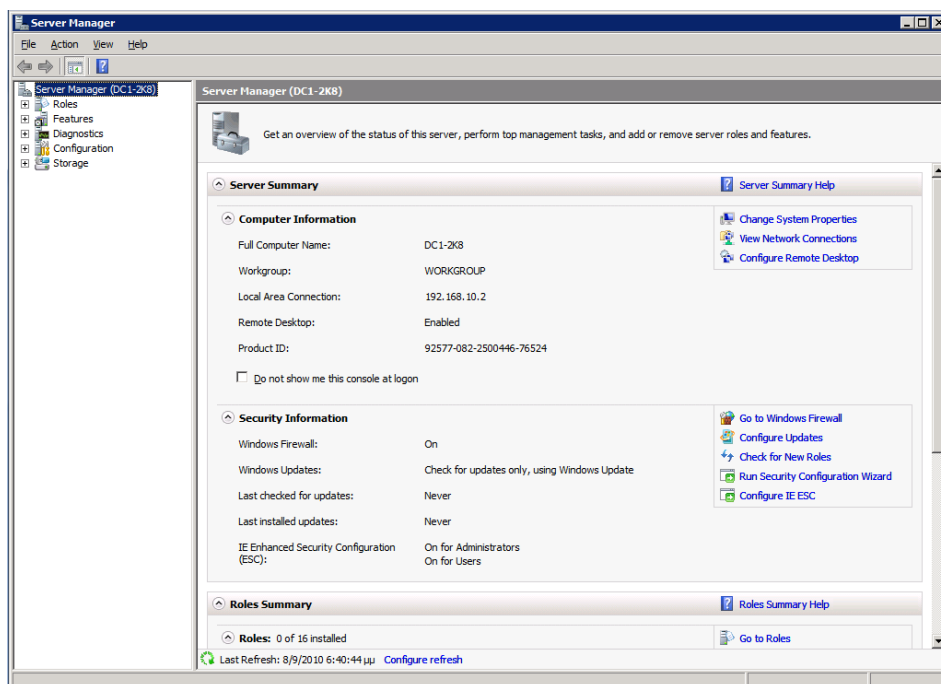 Server Manager
File Action View Help
Server Manager (DC1-2K8)
Roles
Features
Diagnostics
Configuration
Storage
Server Manager (DC1-2K8)
Get an overview of the status of this server, perform top management tasks, and add or remove server roles and features.
Server Summary
Server Summary Help
Computer Information
Full Computer Name: DC1-2K8
Workgroup: WORKGROUP
Local Area Connection: 192.168.10.2
Remote Desktop: Enabled
Product ID: 92577-082-2500446-76524
Do not show me this console at logon
Change System Properties
View Network Connections
Configure Remote Desktop
Security Information
Windows Firewall: On
Windows Updates: Check for updates only, using Windows Update
Last checked for updates: Never
Last installed updates: Never
IE Enhanced Security Configuration On for Administrators
(ESC): On for Users
Go to Windows Firewall
Configure Updates
Check for New Roles
Run Security Configuration Wizard
Configure IE ESC
Roles Summary
Roles Summary Help
Roles: 0 of 16 installed
Go to Roles
Last Refresh: 8/9/2010 6:40:44 μμ Configure refresh